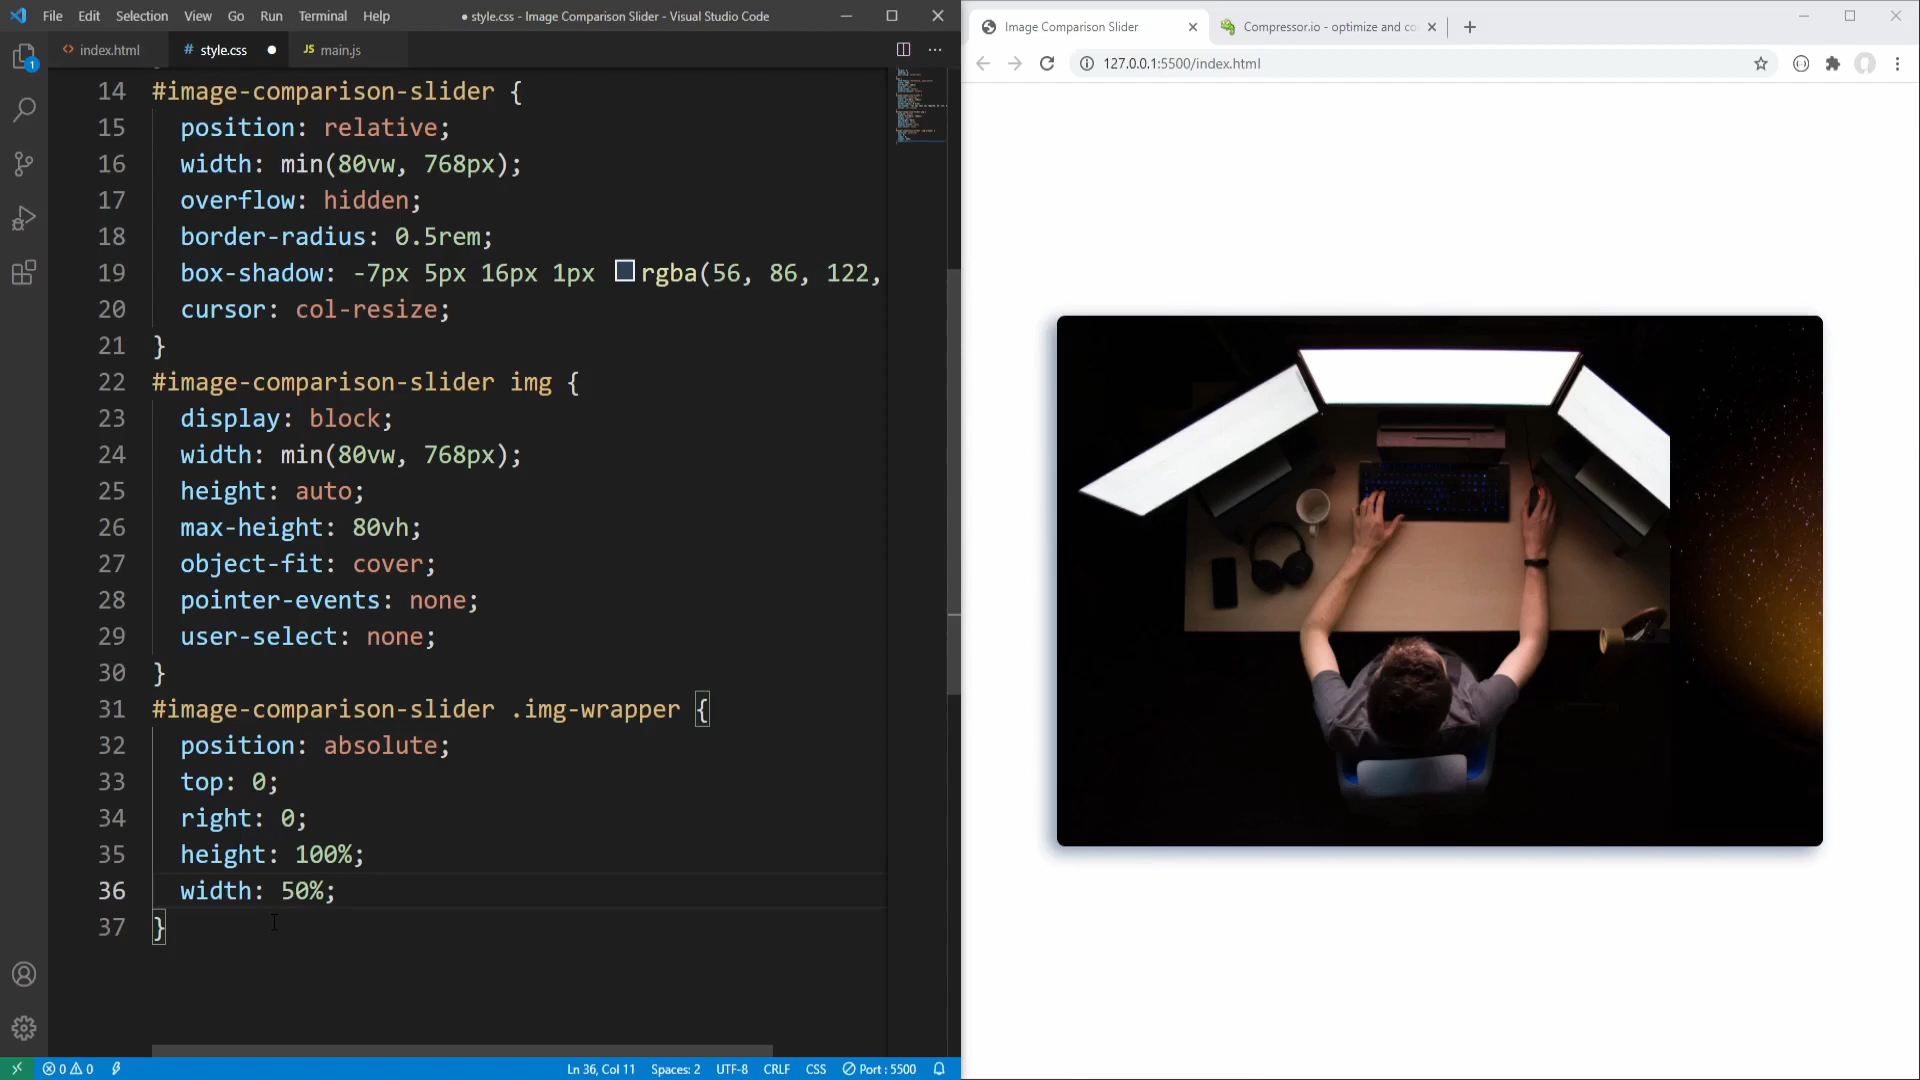 File Edit Selection View Go Run Terminal Help ● style.css - Image Comparison Slider - Visual Studio Code
index.html # style.css ● JS main.js
14 #image-comparison-slider {
15 position: relative;
16 width: min(80vw, 768px);
17 overflow: hidden;
18 border-radius: 0.5rem;
19 box-shadow: -7px 5px 16px 1px rgba(56, 86, 122,
20 cursor: col-resize;
21 }
22 #image-comparison-slider img {
23 display: block;
24 width: min(80vw, 768px);
25 height: auto;
26 max-height: 80vh;
27 object-fit: cover;
28 pointer-events: none;
29 user-select: none;
30 }
31 #image-comparison-slider .img-wrapper {
32 position: absolute;
33 top: 0;
34 right: 0;
35 height: 100%;
36 width: 50%;
37 }
1
0 0 Ln 36, Col 11 Spaces: 2 UTF-8 CRLF CSS Port : 5500
Image Comparison Slider Compressor.io - optimize and co
127.0.0.1:5500/index.html